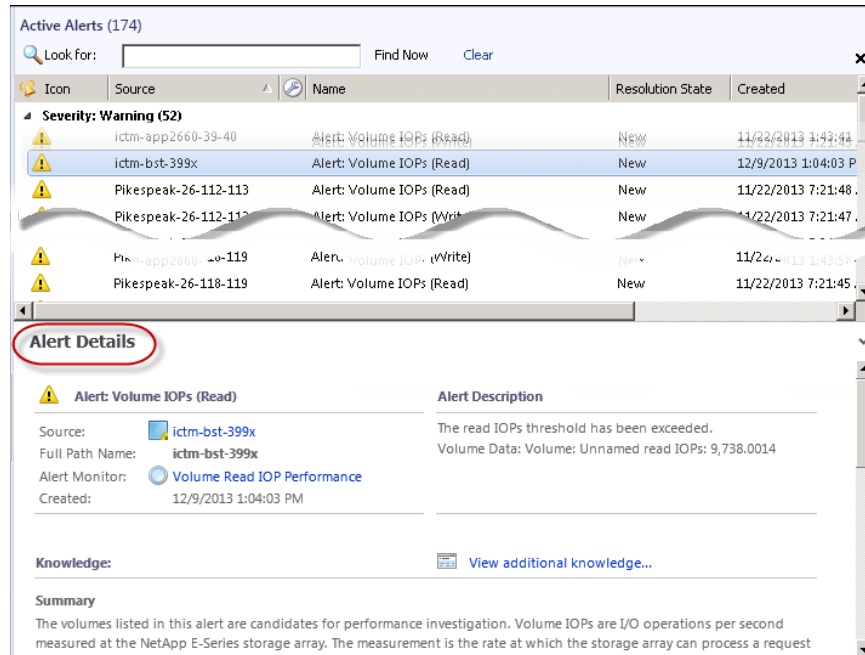 Active Alerts (174)
Look for: Find Now Clear
Icon Source Name Resolution State Created
Severity: Warning (52)
ictm-app2660-39-40 Alert: Volume IOPs New 11/22/2013
ictm-bst-399x Alert: Volume IOPs (Read) New 12/9/2013 1:04:03 P
Pikespeak-26-112-113 Alert: Volume IOPs (Read) New 11/22/2013 7:21:48
Pikespeak-26-112- Alert: Volume IOPs New 11/22/2013 7:21:47
-119 (Write)
Pikespeak-26-118-119 Alert: Volume IOPs (Read) New 11/22/2013 7:21:45
Alert Details
Alert: Volume IOPs (Read)
Source: ictm-bst-399x
Full Path Name: ictm-bst-399x
Alert Monitor: Volume Read IOP Performance
Created: 12/9/2013 1:04:03 PM
Alert Description
The read IOPs threshold has been exceeded.
Volume Data: Volume: Unnamed read IOPs: 9,738.0014
Knowledge: View additional knowledge...
Summary
The volumes listed in this alert are candidates for performance investigation. Volume IOPs are I/O operations per second
measured at the NetApp E-Series storage array. The measurement is the rate at which the storage array can process a request